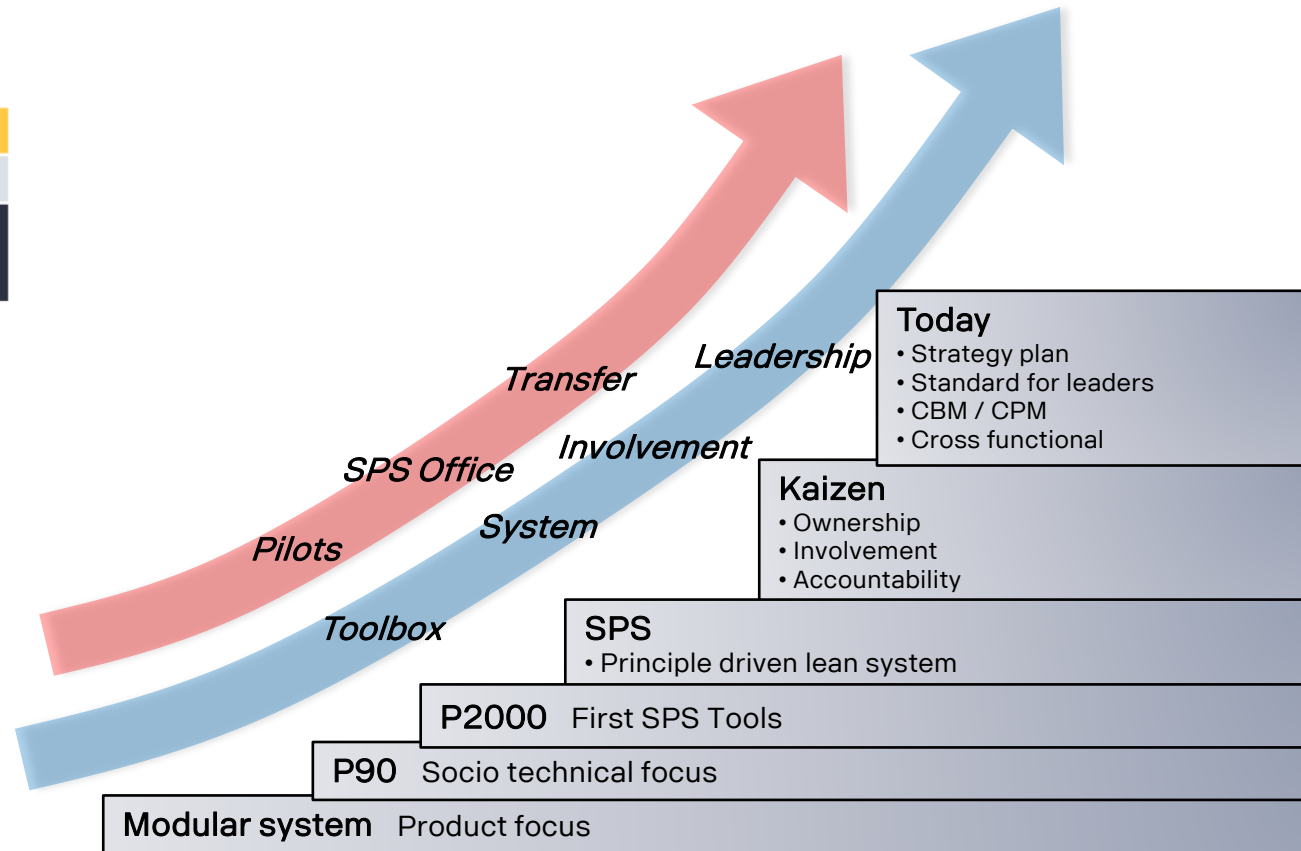 Transfer
SPS Office
Pilots
Leadership
Involvement
System
Toolbox
Today
• Strategy plan
• Standard for leaders
• CBM / CPM
• Cross functional
Kaizen
• Ownership
• Involvement
• Accountability
SPS
• Principle driven lean system
P2000 First SPS Tools
P90 Socio technical focus
Modular system Product focus